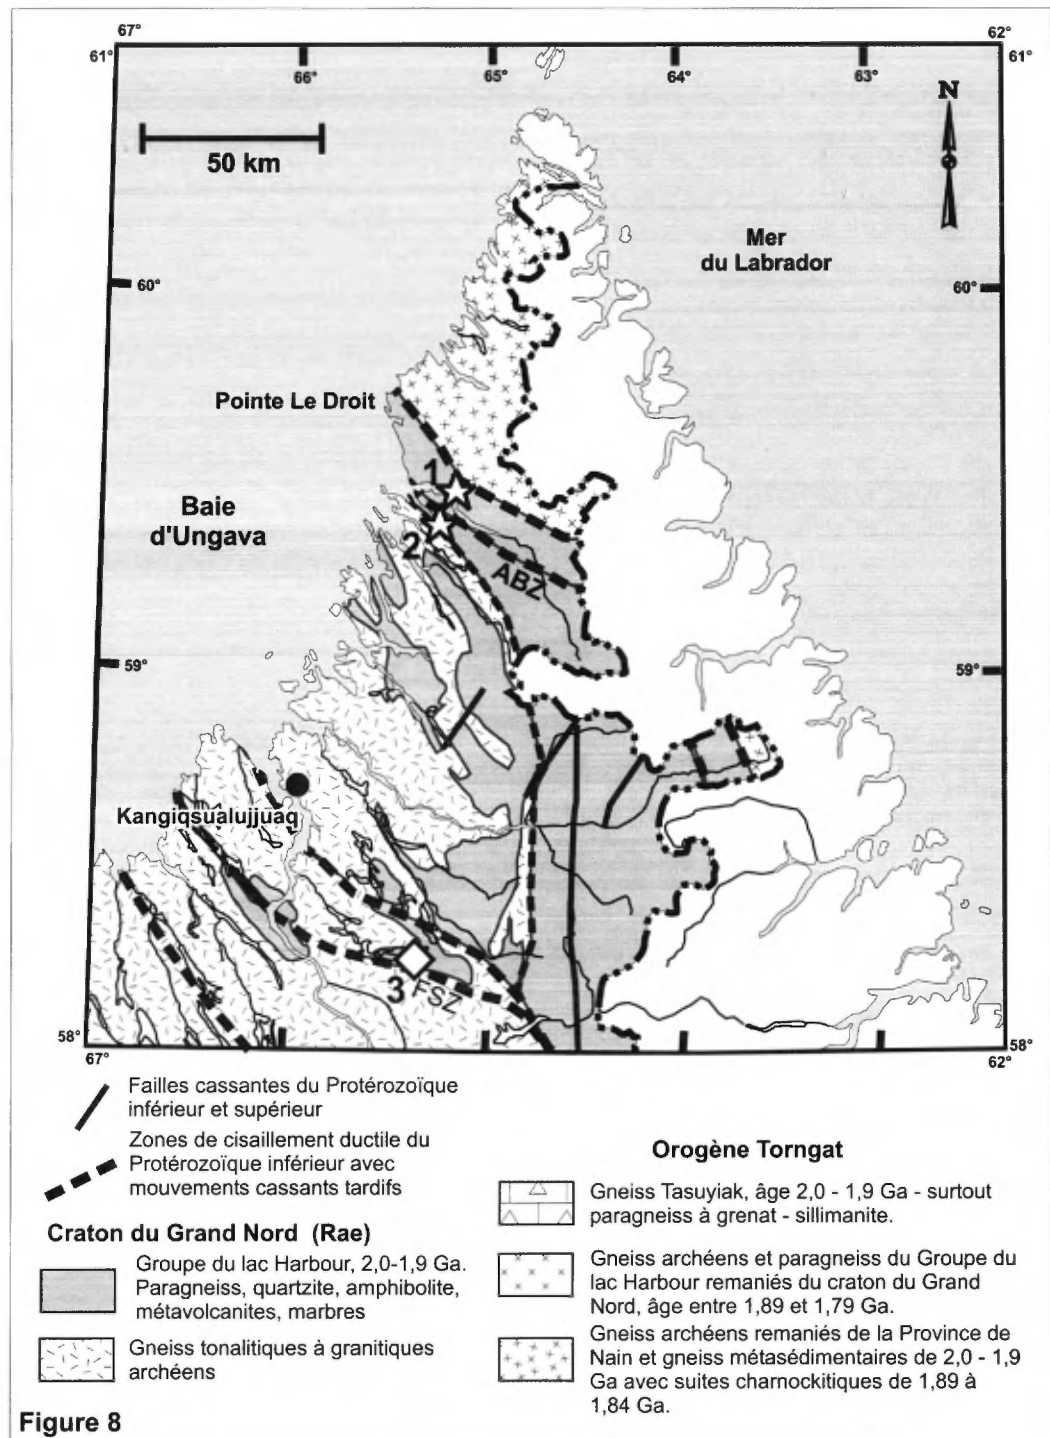 67°
62°
61°
66°
65°
64°
63°
61°
N
50 km
Mer
du Labrador
60°
60°
Pointe Le Droit
1
Baie
d'Ungava
2
ABZ
59°
59°
Kangiqsualujjuaq
3
FSZ
58°
58°
67°
62°
Failles cassantes du Protérozoïque
inférieur et supérieur
Zones de cisaillement ductile du
Protérozoïque inférieur avec
mouvements cassants tardifs
Craton du Grand Nord (Rae)
Groupe du lac Harbour, 2,0-1,9 Ga.
Paragneiss, quartzite, amphibolite,
métavolcanites, marbres
Gneiss tonalitiques à granitiques
archéens
Orogène Torngat
Gneiss Tasuyiak, âge 2,0 - 1,9 Ga - surtout
paragneiss à grenat - sillimanite.
Gneiss archéens et paragneiss du Groupe du
lac Harbour remaniés du craton du Grand
Nord, âge entre 1,89 et 1,79 Ga.
Gneiss archéens remaniés de la Province de
Nain et gneiss métasédimentaires de 2,0 - 1,9
Ga avec suites charnockitiques de 1,89 à
1,84 Ga.
Figure 8